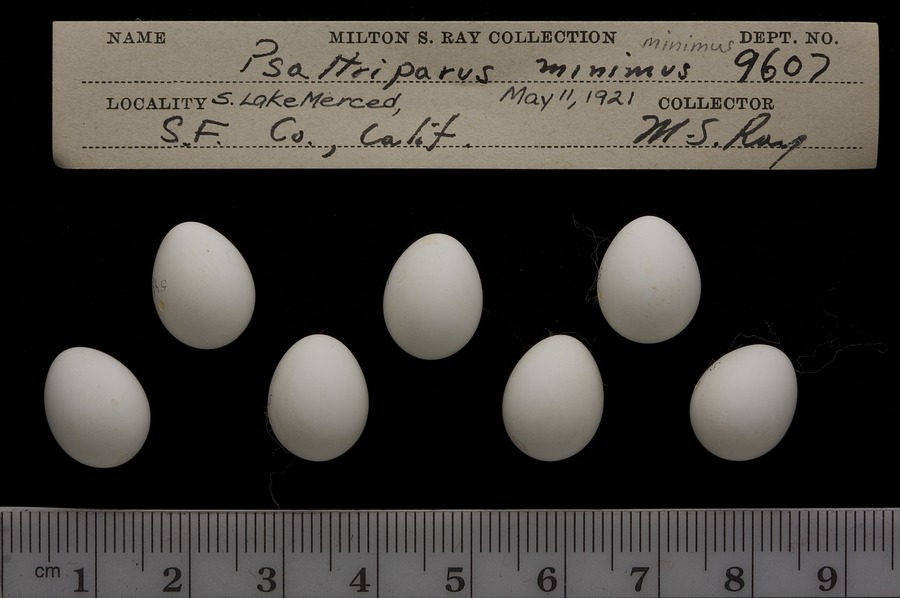 NAME MILTON S. RAY COLLECTION minimus DEPT. NO.
Psaltriparus minimus 9607
LOCALITY S. Lake Merced, May 11, 1921 COLLECTOR
S.F. Co., Calif. M. S. Ray
cm 1 2 3 4 5 6 7 8 9